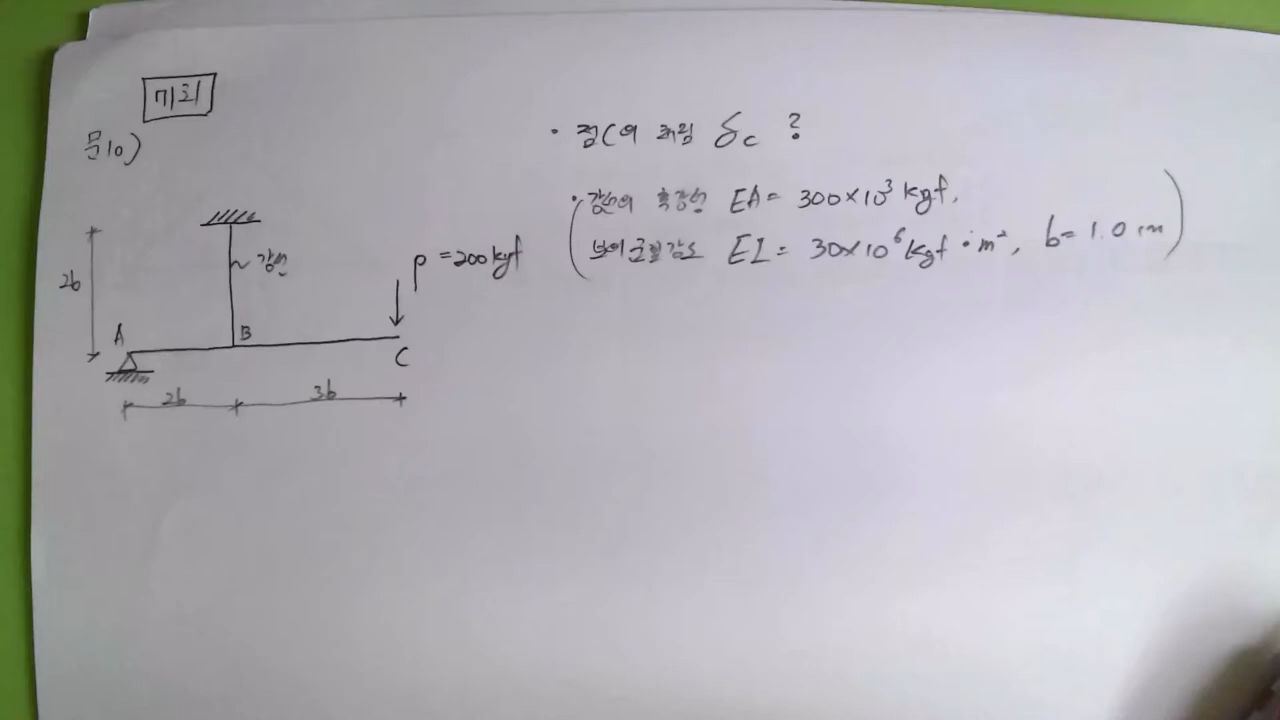 기회
문10)
• 점C의 처짐 δc ?
• 강선의 축강성 EA = 300×10³ kgf,
보의 굽힘강도 EI = 30×10⁶ kgf·m², b = 1.0 m
2b
강선
P = 200kgf
A
B
C
2b
3b